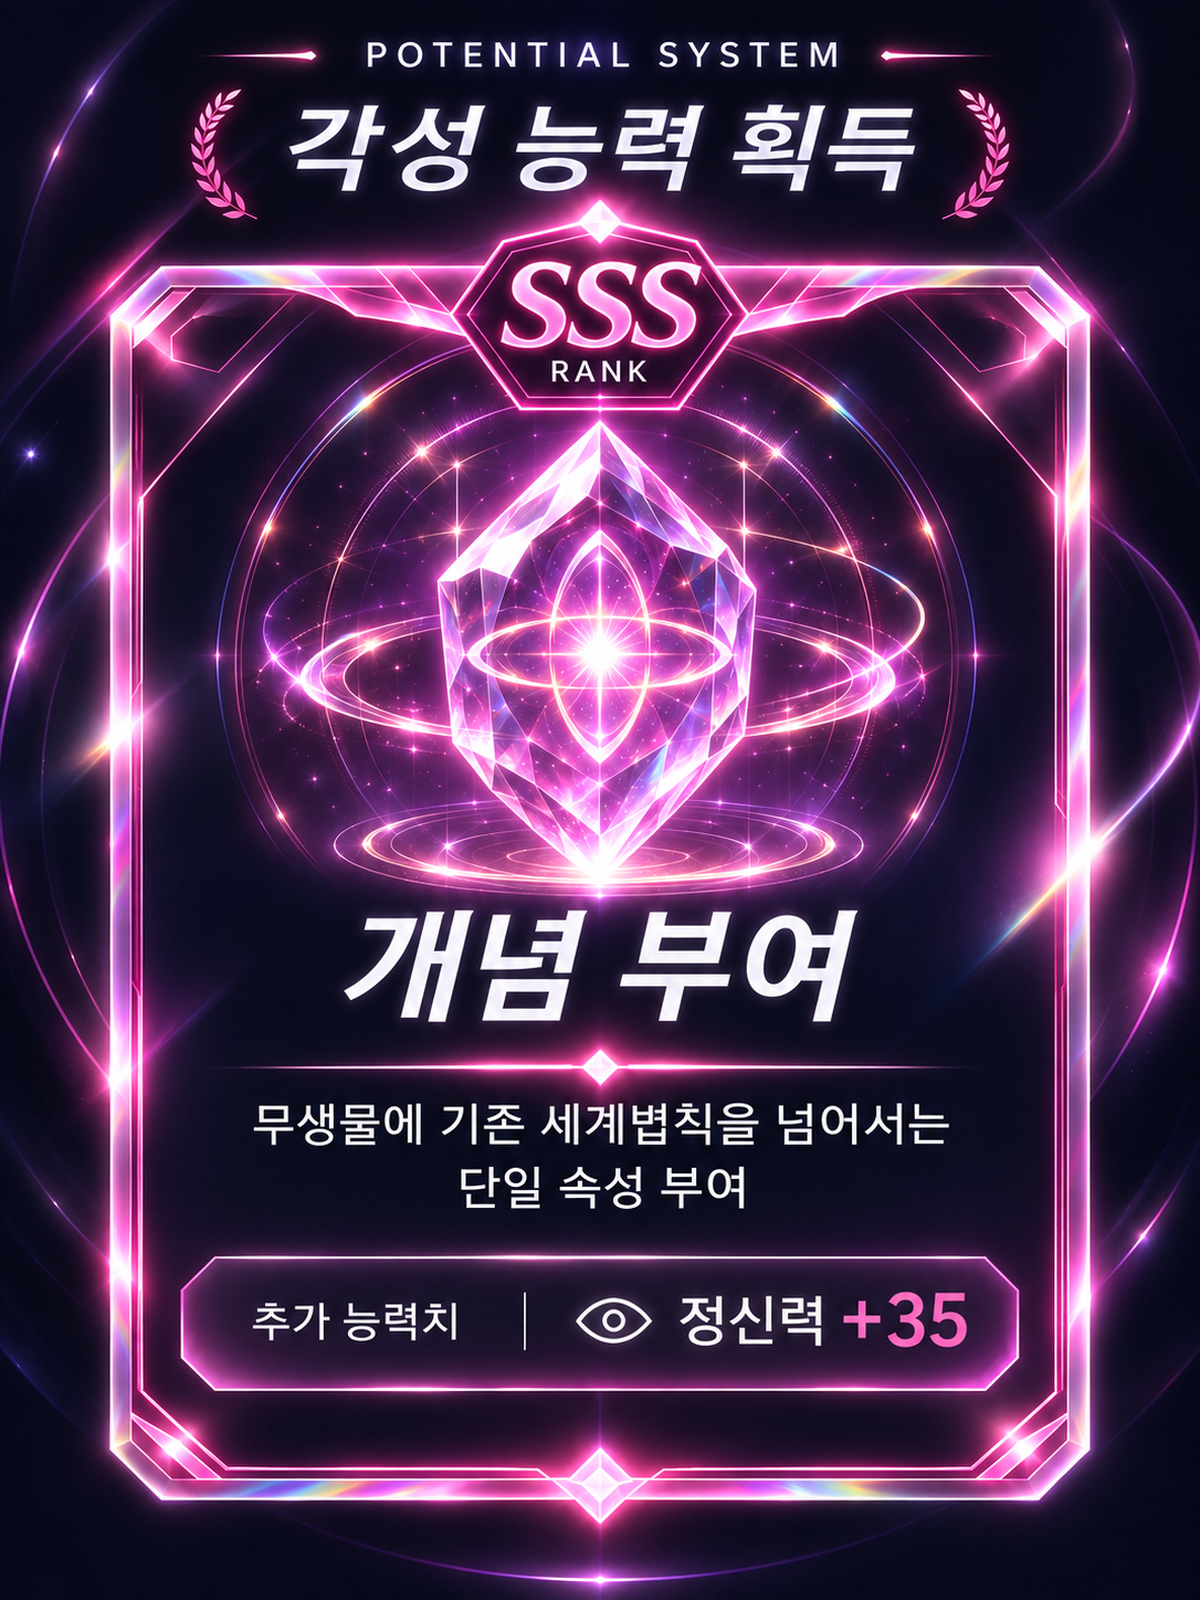 POTENTIAL SYSTEM
각성 능력 획득
SSS
RANK
개념 부여
무생물에 기존 세계볍칙을 넘어서는
단일 속성 부여
추가 능력치
정신력 +35